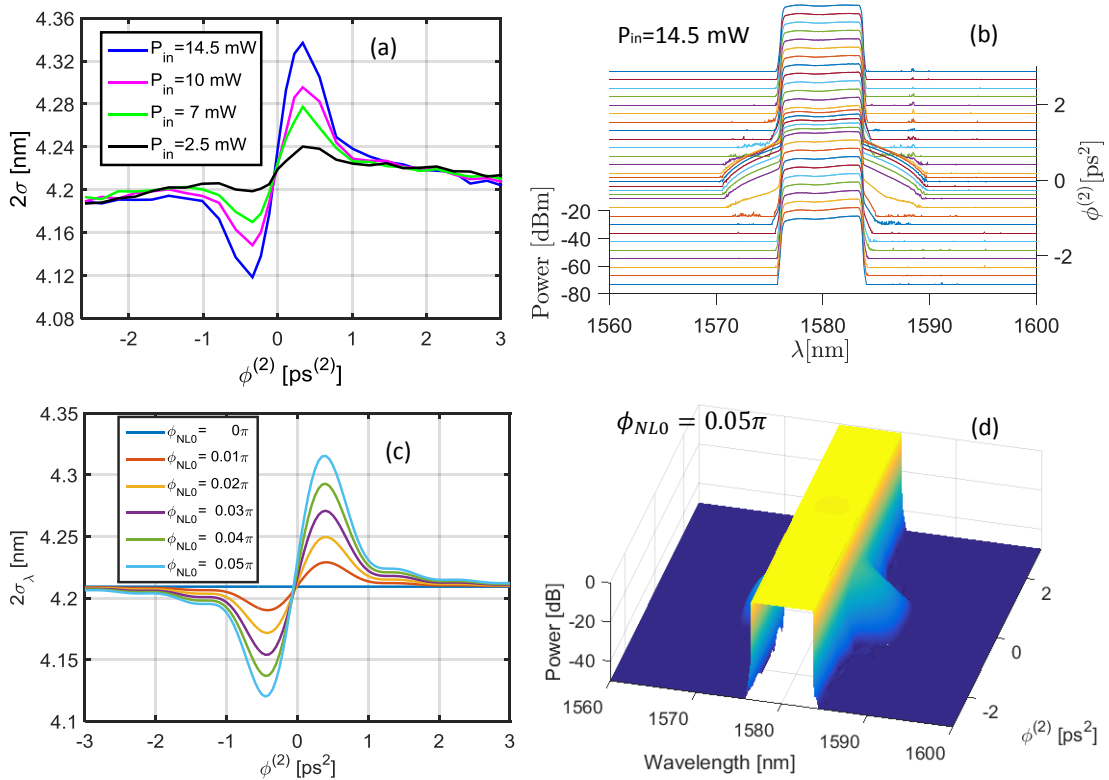 (a)
4.36
4.32
4.28
4.24
4.2
4.16
4.12
4.08
2σ [nm]
P_in=14.5 mW
P_in=10 mW
P_in= 7 mW
P_in=2.5 mW
-2 -1 0 1 2 3
ϕ^(2) [ps^(2)]
P_in=14.5 mW
(b)
-20
-40
-60
-80
Power [dBm]
2
0
-2
ϕ^(2) [ps^2]
1560 1570 1580 1590 1600
λ[nm]
(c)
4.35
4.3
4.25
4.2
4.15
4.1
2σ_λ [nm]
ϕ_NL0 = 0π
ϕ_NL0 = 0.01π
ϕ_NL0 = 0.02π
ϕ_NL0 = 0.03π
ϕ_NL0 = 0.04π
ϕ_NL0 = 0.05π
-3 -2 -1 0 1 2 3
ϕ^(2) [ps^2]
ϕ_NL0 = 0.05π
(d)
0
-20
-40
Power [dB]
1560 1570 1580 1590 1600
Wavelength [nm]
2
0
-2
ϕ^(2) [ps^2]